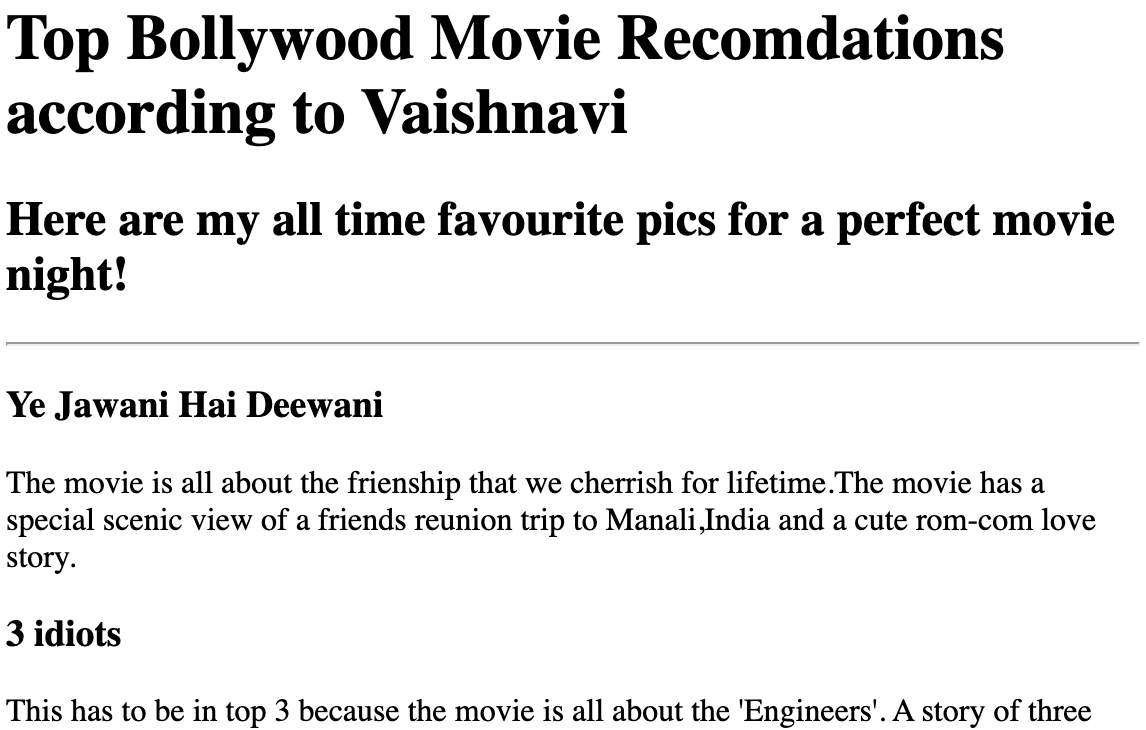 Top Bollywood Movie Recomdations
according to Vaishnavi
Here are my all time favourite pics for a perfect movie
night!
Ye Jawani Hai Deewani
The movie is all about the frienship that we cherrish for lifetime.The movie has a
special scenic view of a friends reunion trip to Manali,India and a cute rom-com love
story.
3 idiots
This has to be in top 3 because the movie is all about the 'Engineers'. A story of three